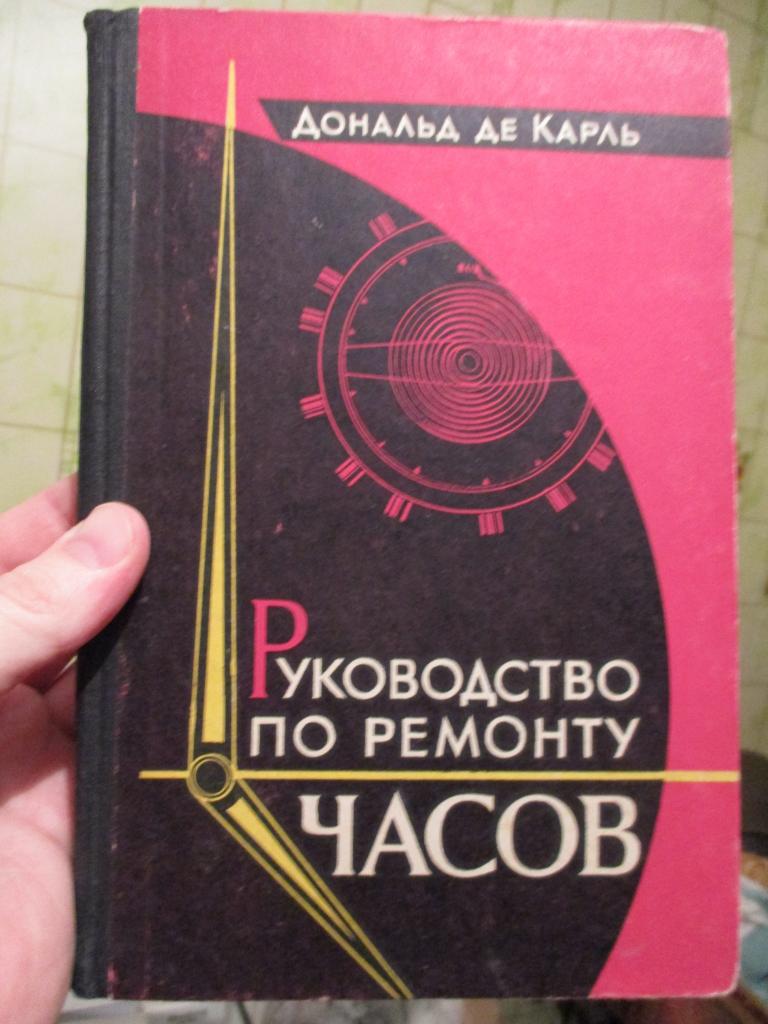 Дональд де Карль
Руководство
по ремонту
часов